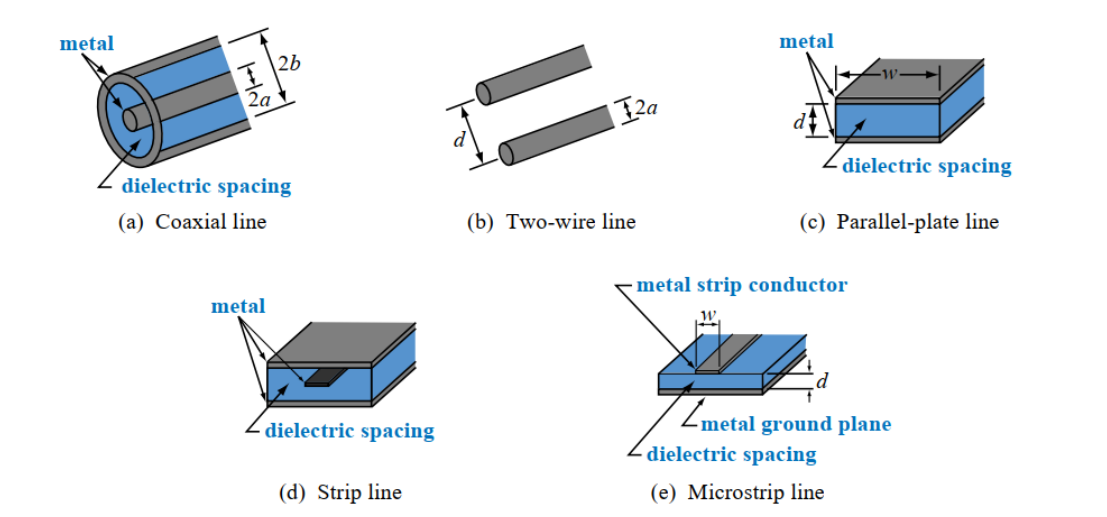 metal
2b
2a
dielectric spacing
(a) Coaxial line
2a
d
(b) Two-wire line
metal
w
d
dielectric spacing
(c) Parallel-plate line
metal
dielectric spacing
(d) Strip line
metal strip conductor
w
d
metal ground plane
dielectric spacing
(e) Microstrip line